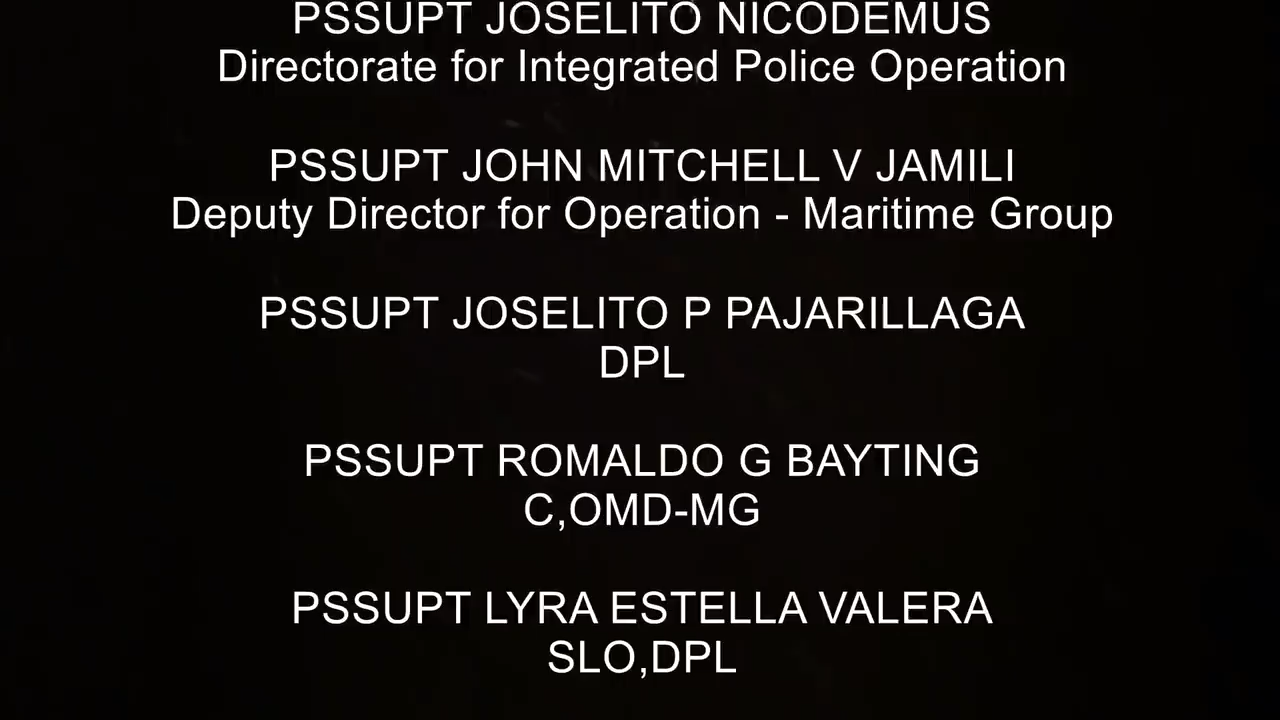 PSSUPT JOSELITO NICODEMUS
Directorate for Integrated Police Operation
PSSUPT JOHN MITCHELL V JAMILI
Deputy Director for Operation - Maritime Group
PSSUPT JOSELITO P PAJARILLAGA
DPL
PSSUPT ROMALDO G BAYTING
C,OMD-MG
PSSUPT LYRA ESTELLA VALERA
SLO,DPL